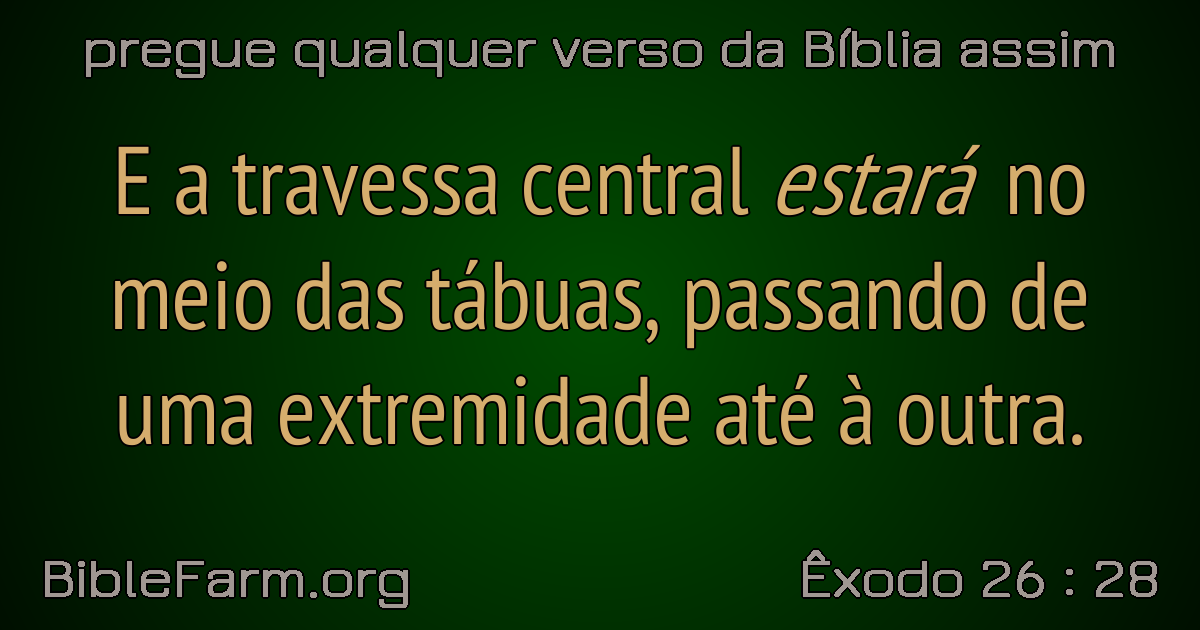 pregue qualquer verso da Bíblia assim
E a travessa central estará no
meio das tábuas, passando de
uma extremidade até à outra.
BibleFarm.org
Êxodo 26 : 28